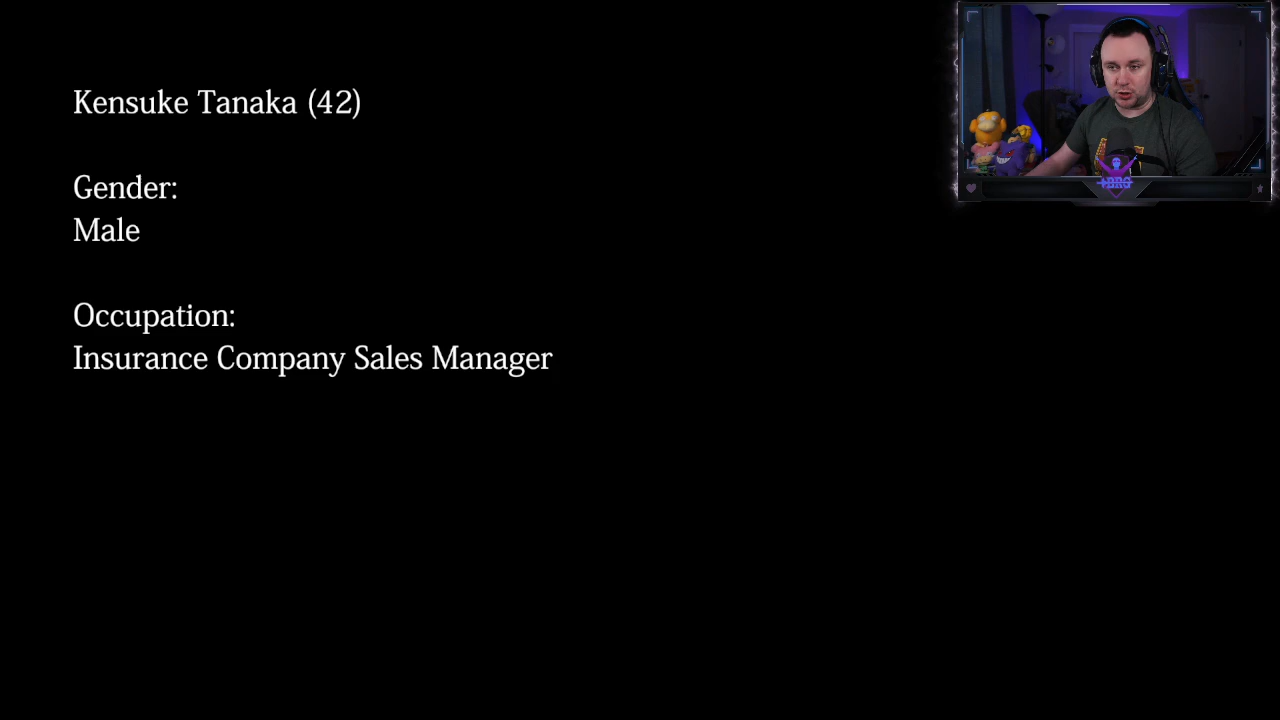 Kensuke Tanaka (42)
Gender:
Male
Occupation:
Insurance Company Sales Manager